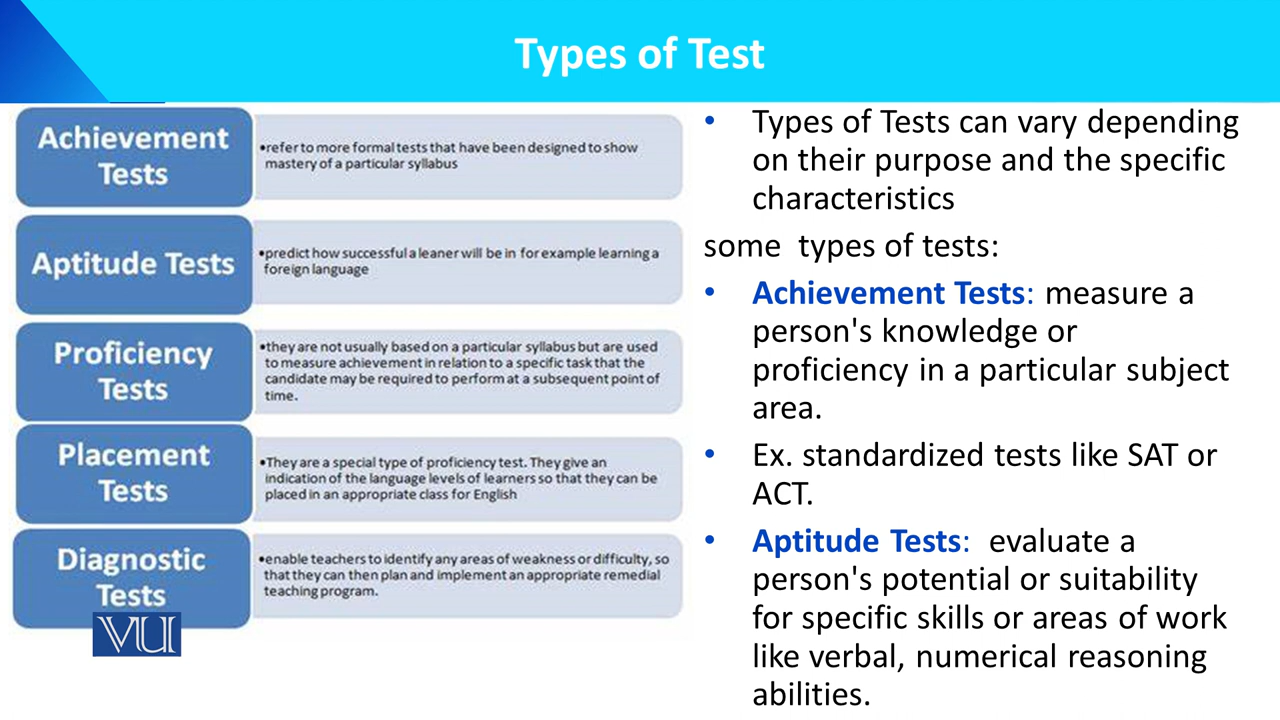 Types of Test
Achievement
Tests
•refer to more formal tests that have been designed to show
mastery of a particular syllabus
Aptitude Tests
•predict how successful a leaner will be in for example learning a
foreign language
Proficiency
Tests
•they are not usually based on a particular syllabus but are used
to measure achievement in relation to a specific task that the
candidate may be required to perform at a subsequent point of
time.
Placement
Tests
•They are a special type of proficiency test. They give an
indication of the language levels of learners so that they can be
placed in an appropriate class for English
Diagnostic
Tests
•enable teachers to identify any areas of weakness or difficulty, so
that they can then plan and implement an appropriate remedial
teaching program.
VU
• Types of Tests can vary depending
on their purpose and the specific
characteristics
some types of tests:
• Achievement Tests: measure a
person's knowledge or
proficiency in a particular subject
area.
• Ex. standardized tests like SAT or
ACT.
• Aptitude Tests: evaluate a
person's potential or suitability
for specific skills or areas of work
like verbal, numerical reasoning
abilities.